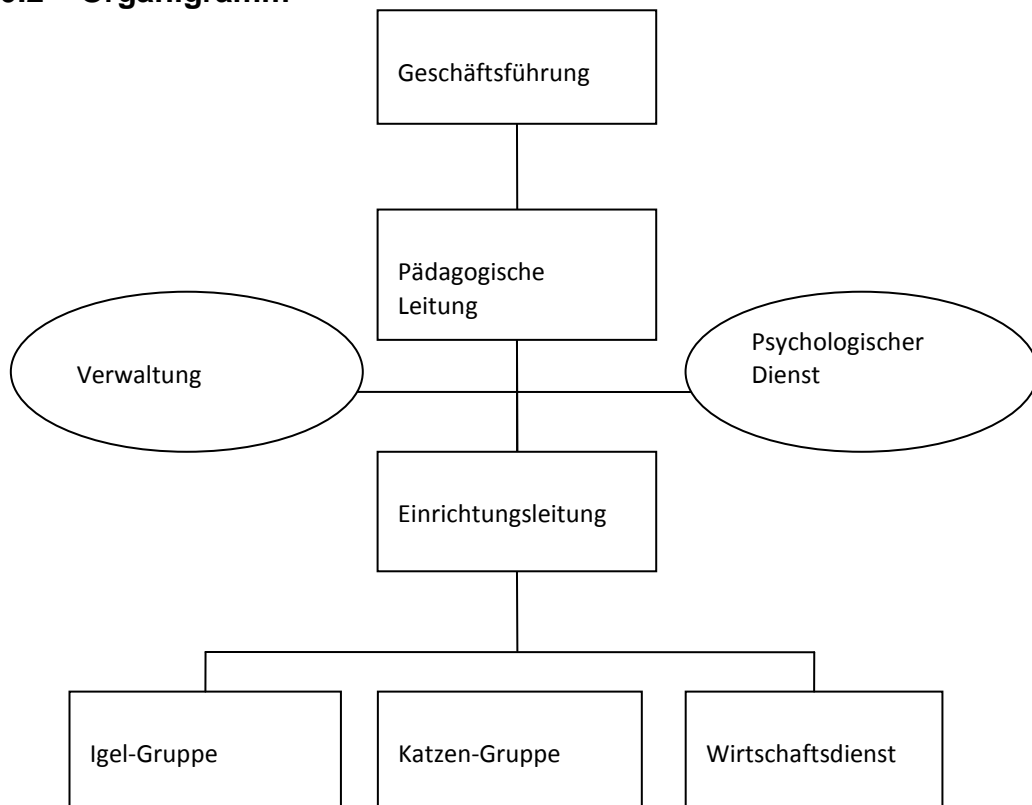 Organigramm
Geschäftsführung
Pädagogische
Leitung
Verwaltung
Psychologischer
Dienst
Einrichtungsleitung
Igel-Gruppe
Katzen-Gruppe
Wirtschaftsdienst